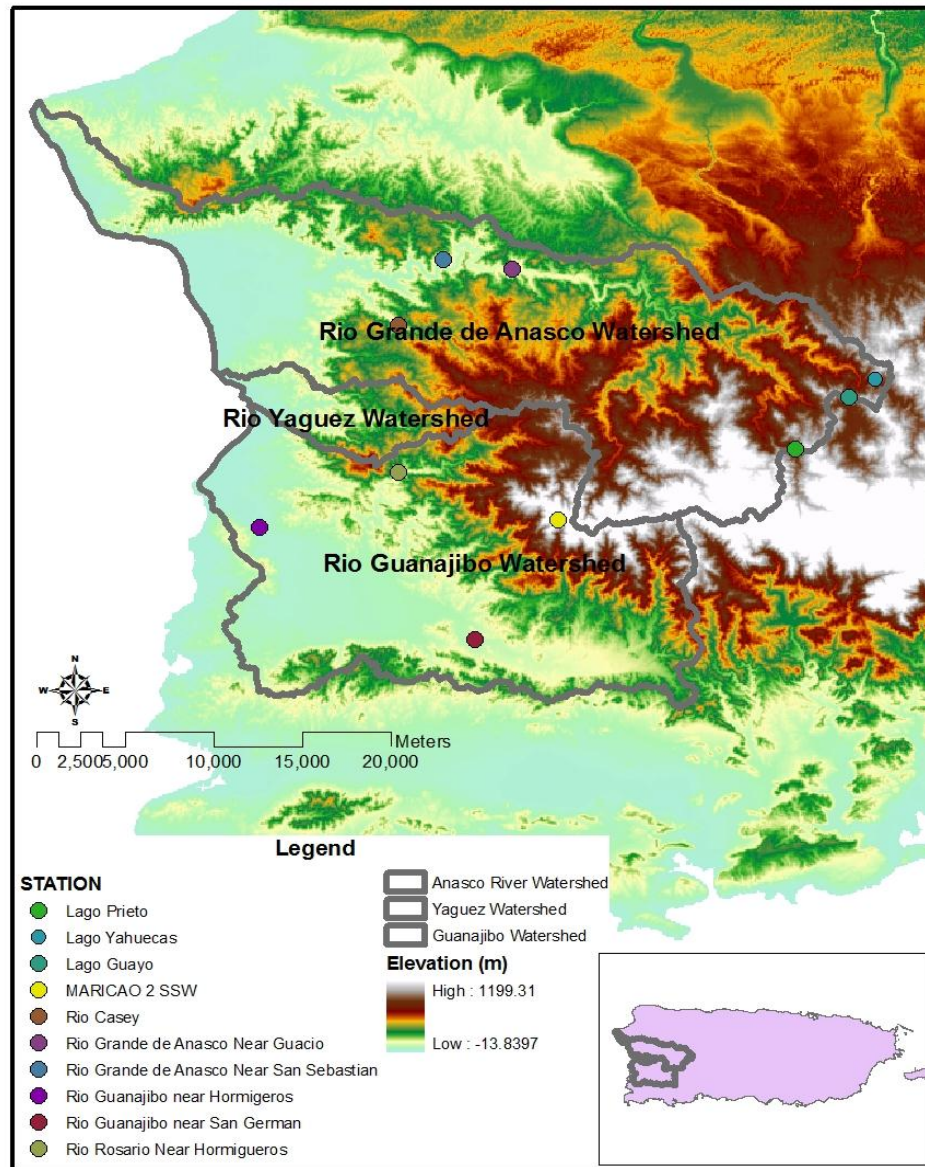 Rio Grande de Anasco Watershed
Rio Yaguez Watershed
Rio Guanajibo Watershed
N
W E
S
Meters
0 2,5005,000 10,000 15,000 20,000
Legend
STATION
Lago Prieto
Lago Yahuecas
Lago Guayo
MARICAO 2 SSW
Rio Casey
Rio Grande de Anasco Near Guacio
Rio Grande de Anasco Near San Sebastian
Rio Guanajibo near Hormigeros
Rio Guanajibo near San German
Rio Rosario Near Hormigueros
Anasco River Watershed
Yaguez Watershed
Guanajibo Watershed
Elevation (m)
High : 1199.31
Low : -13.8397